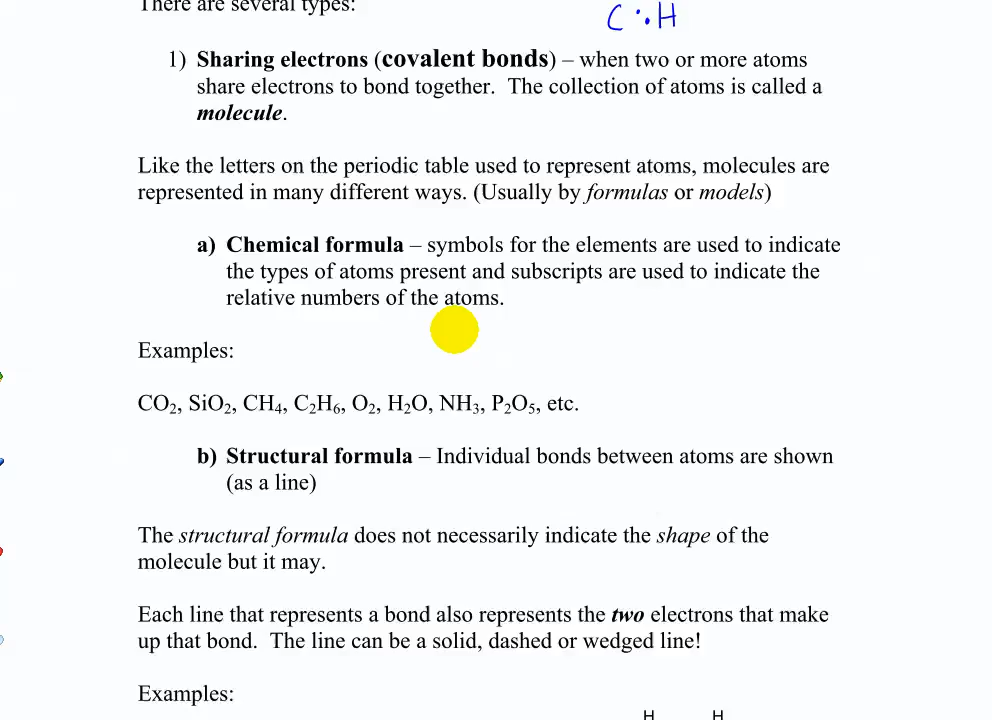 There are several types:
C : H
1) Sharing electrons (covalent bonds) – when two or more atoms
share electrons to bond together. The collection of atoms is called a
molecule.
Like the letters on the periodic table used to represent atoms, molecules are
represented in many different ways. (Usually by formulas or models)
a) Chemical formula – symbols for the elements are used to indicate
the types of atoms present and subscripts are used to indicate the
relative numbers of the atoms.
Examples:
CO₂, SiO₂, CH₄, C₂H₆, O₂, H₂O, NH₃, P₂O₅, etc.
b) Structural formula – Individual bonds between atoms are shown
(as a line)
The structural formula does not necessarily indicate the shape of the
molecule but it may.
Each line that represents a bond also represents the two electrons that make
up that bond. The line can be a solid, dashed or wedged line!
Examples:
H H